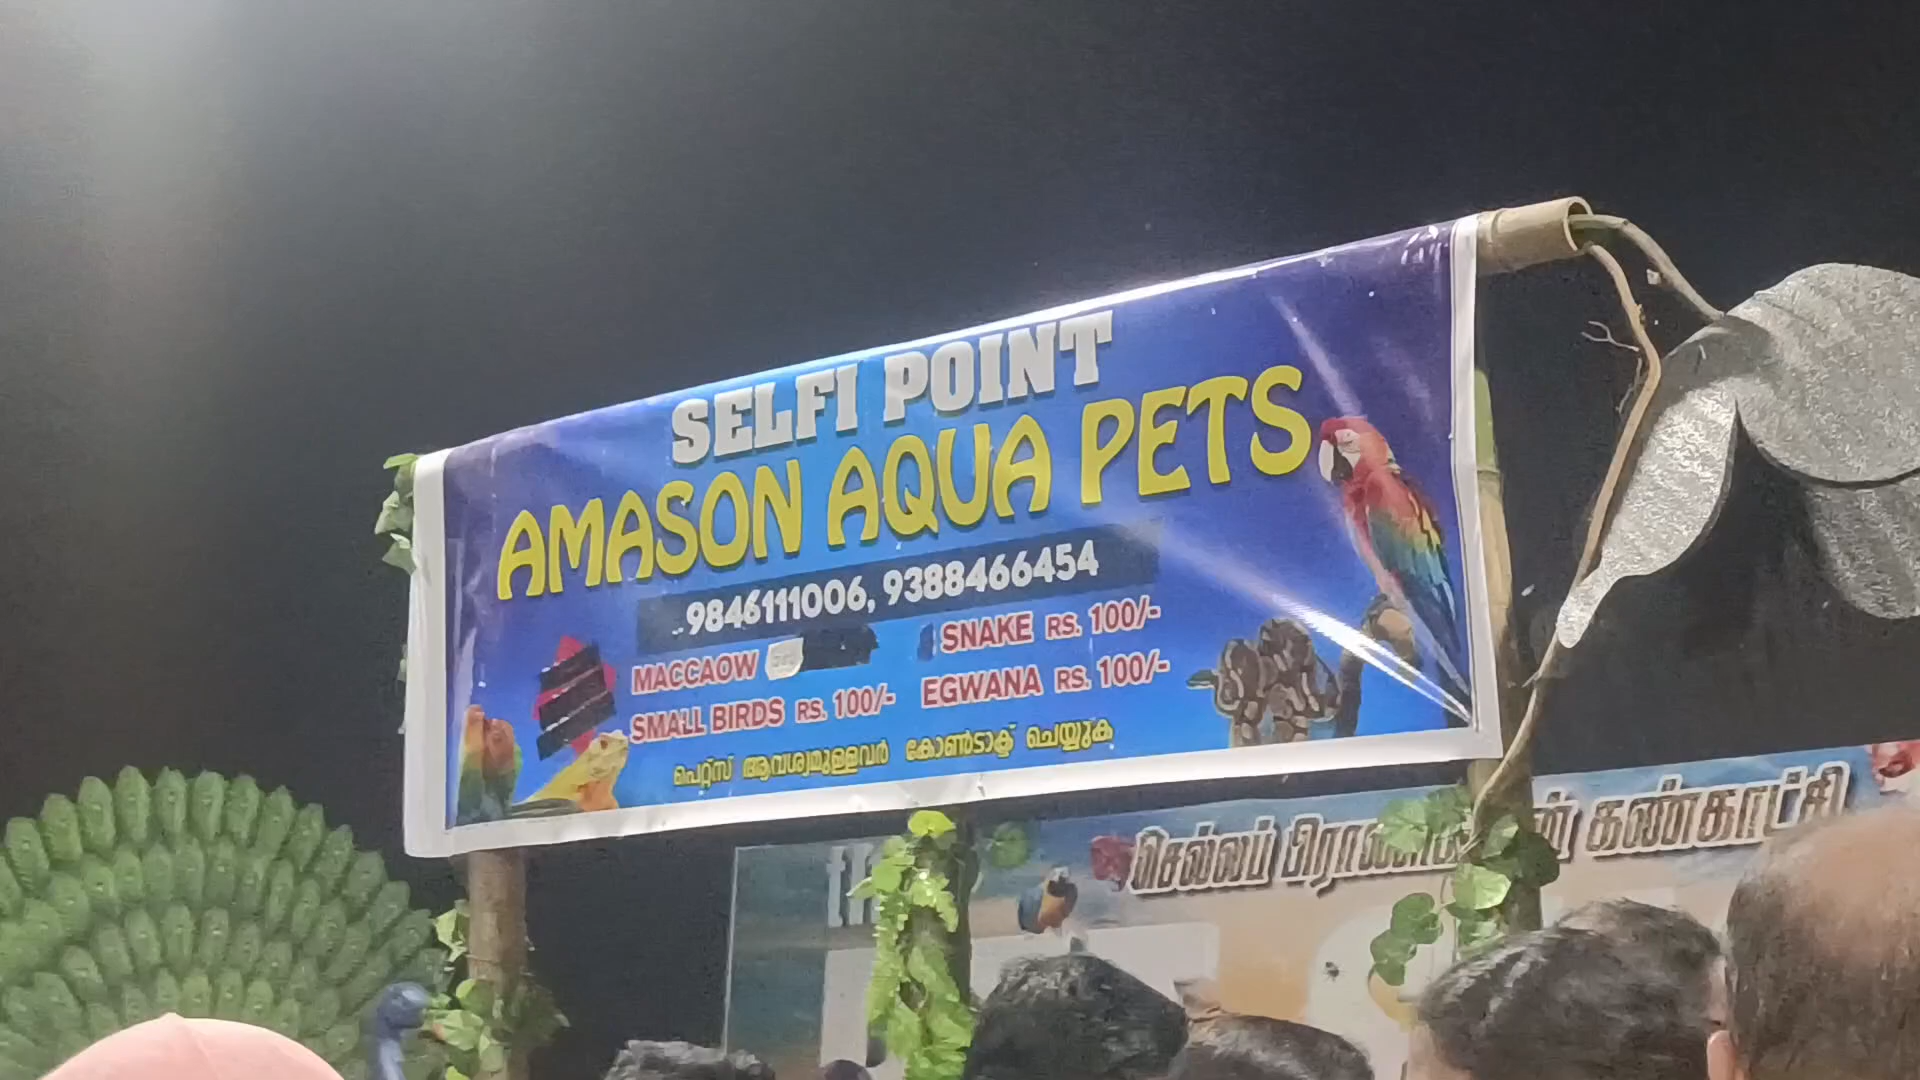 SELFI POINT
AMASON AQUA PETS
9846111006, 9388466454
MACCAOW
SNAKE RS. 100/-
SMALL BIRDS RS. 100/-
EGWANA RS. 100/-
പെറ്റ്സ് ആവശ്യമുള്ളവർ കോൺടാക്ട് ചെയ്യുക
செல்லப் கண்காட்சி